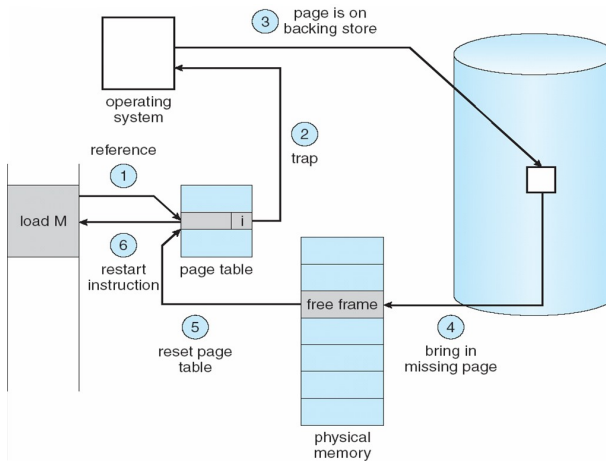 3
page is on
backing store
operating
system
2
trap
reference
1
load M
i
6
restart
instruction
page table
free frame
5
reset page
table
4
bring in
missing page
physical
memory